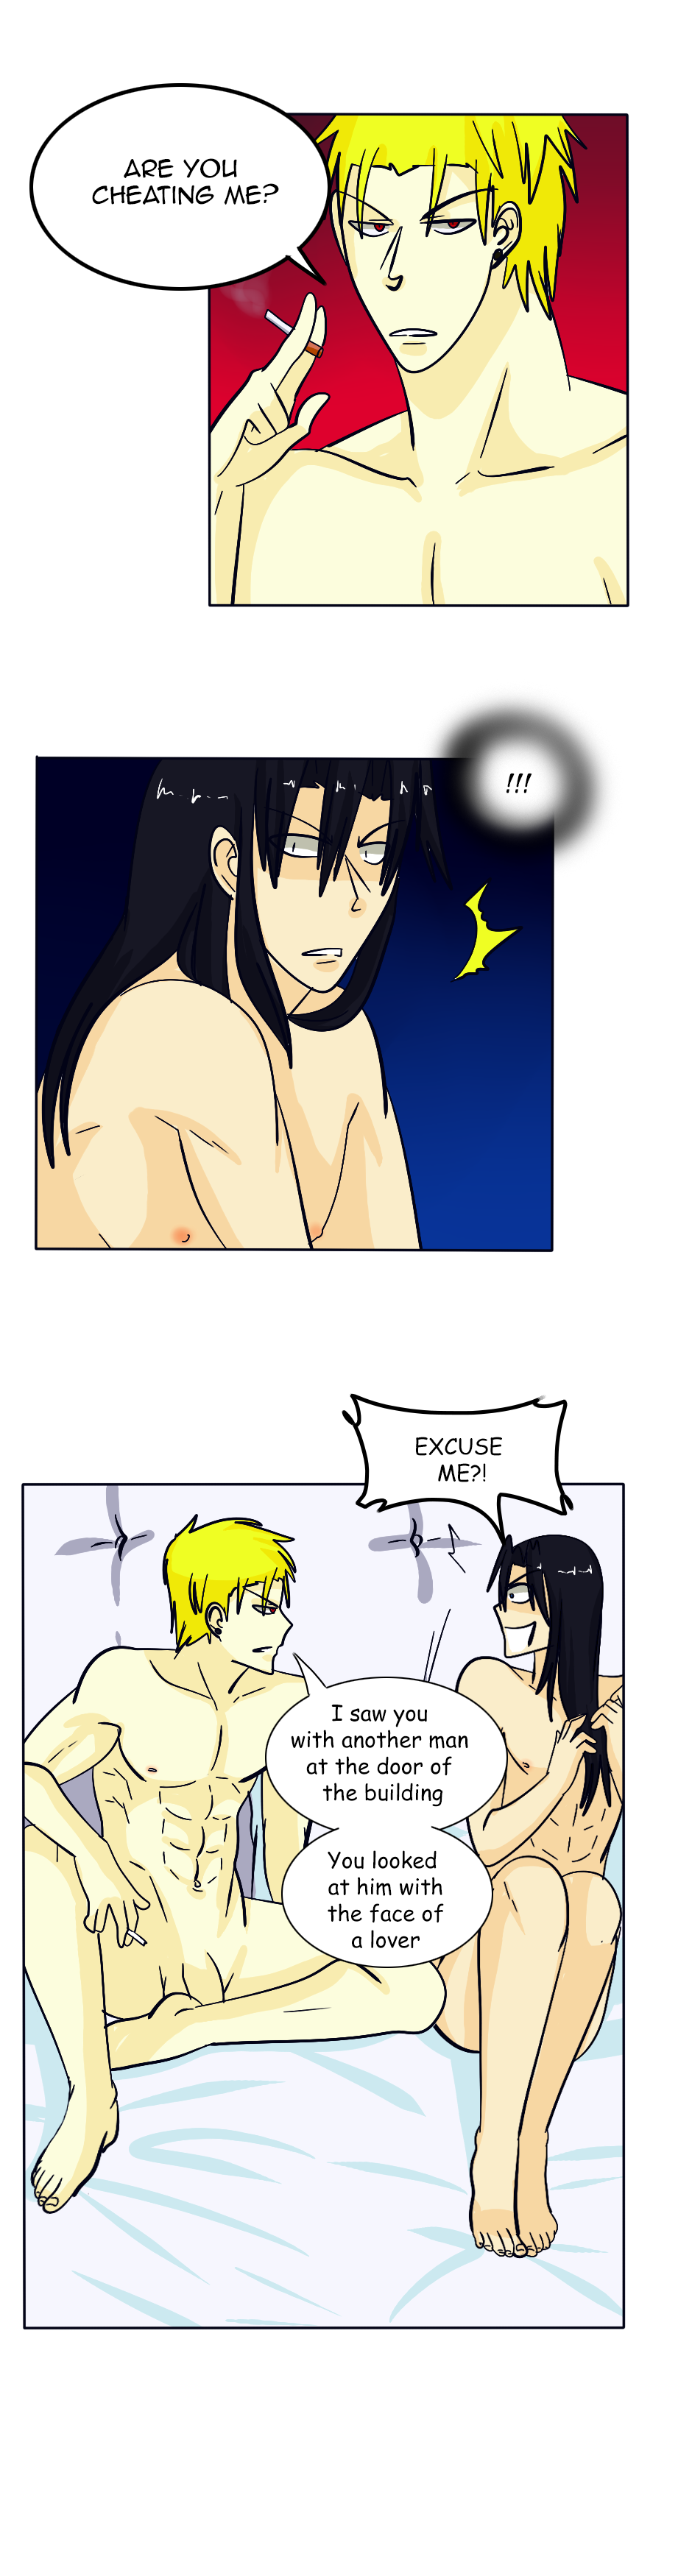 ARE YOU
CHEATING ME?
!!!
EXCUSE
ME?!
I saw you
with another man
at the door of
the building
You looked
at him with
the face of
a lover